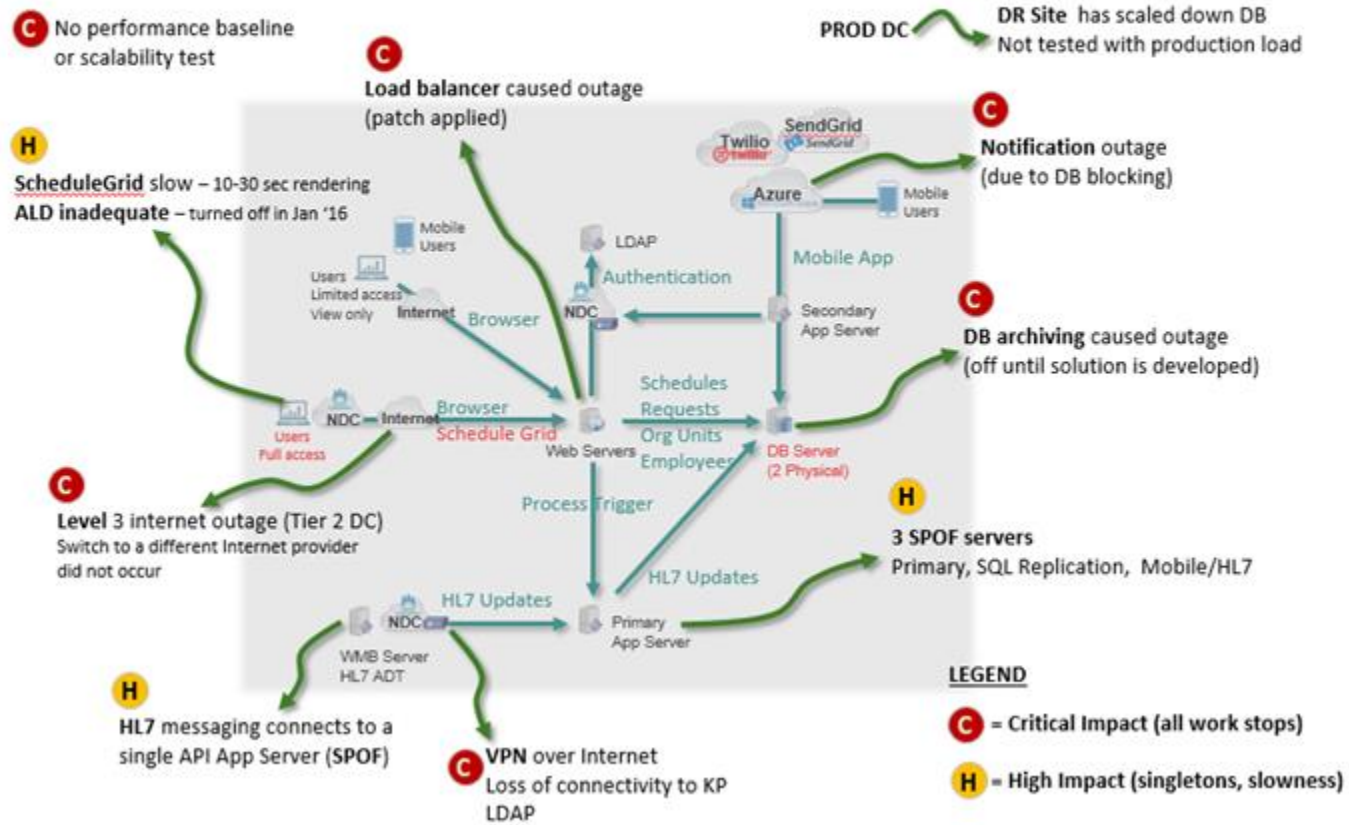 C No performance baseline
or scalability test
C
Load balancer caused outage
(patch applied)
PROD DC
DR Site has scaled down DB
Not tested with production load
H
ScheduleGrid slow – 10-30 sec rendering
ALD inadequate – turned off in Jan '16
Twilio
twilio
SendGrid
SendGrid
Azure
Mobile
Users
C
Notification outage
(due to DB blocking)
Mobile
Users
Users
Limited access
View only
Internet
Browser
LDAP
Authentication
NDC
Mobile App
Secondary
App Server
C
DB archiving caused outage
(off until solution is developed)
Users
Full access
NDC
Internet
Browser
Schedule Grid
Web Servers
Schedules
Requests
Org Units
Employees
DB Server
(2 Physical)
C
Level 3 internet outage (Tier 2 DC)
Switch to a different Internet provider
did not occur
Process Trigger
H
3 SPOF servers
Primary, SQL Replication, Mobile/HL7
HL7 Updates
HL7 Updates
NDC
WMB Server
HL7 ADT
Primary
App Server
H
HL7 messaging connects to a
single API App Server (SPOF)
C VPN over Internet
Loss of connectivity to KP
LDAP
LEGEND
C = Critical Impact (all work stops)
H = High Impact (singletons, slowness)